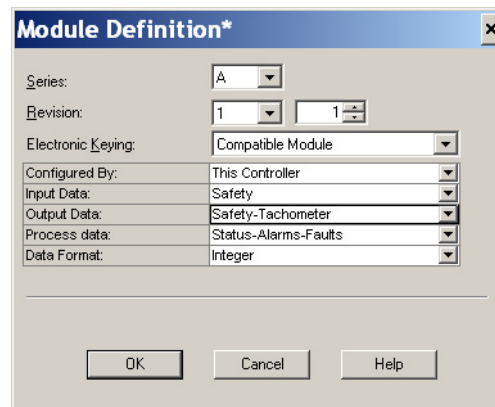 Module Definition*
Series: A
Revision: 1 1
Electronic Keying: Compatible Module
Configured By: This Controller
Input Data: Safety
Output Data: Safety-Tachometer
Process data: Status-Alarms-Faults
Data Format: Integer
OK Cancel Help